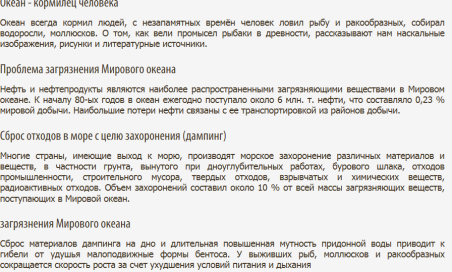 Океан - кормилец человека
Океан всегда кормил людей, с незапамятных времён человек ловил рыбу и ракообразных, собирал
водоросли, моллюсков. О том, как вели промысел рыбаки в древности, рассказывают нам наскальные
изображения, рисунки и литературные источники.
Проблема загрязнения Мирового океана
Нефть и нефтепродукты являются наиболее распространенными загрязняющими веществами в Мировом
океане. К началу 80-ых годов в океан ежегодно поступало около 6 млн. т. нефти, что составляло 0,23 %
мировой добычи. Наибольшие потери нефти связаны с ее транспортировкой из районов добычи.
Сброс отходов в море с целю захоронения (дампинг)
Многие страны, имеющие выход к морю, производят морское захоронение различных материалов и
веществ, в частности грунта, вынутого при дноуглубительных работах, бурового шлака, отходов
промышленности, строительного мусора, твердых отходов, взрывчатых и химических веществ,
радиоактивных отходов. Объем захоронений составил около 10 % от всей массы загрязняющих веществ,
поступающих в Мировой океан.
загрязнения Мирового океана
Сброс материалов дампинга на дно и длительная повышенная мутность придонной воды приводит к
гибели от удушья малоподвижные формы бентоса. У выживших рыб, моллюсков и ракообразных
сокращается скорость роста за счет ухудшения условий питания и дыхания